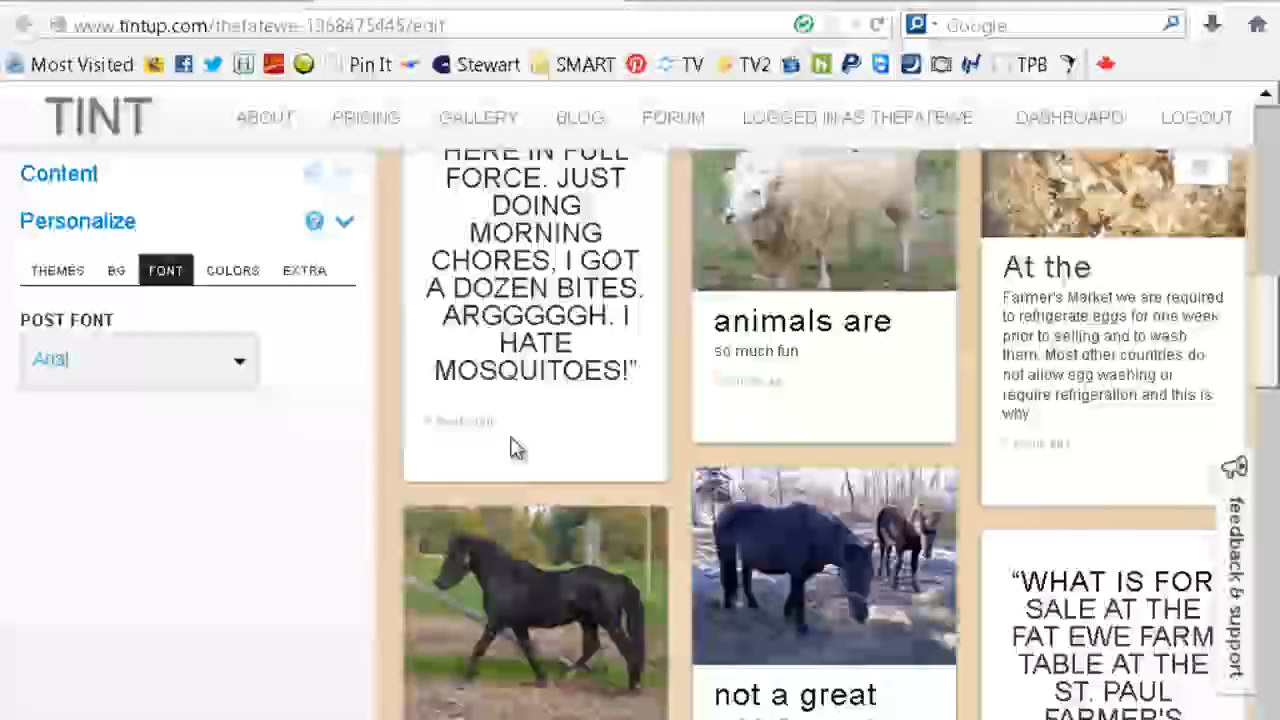 www.tintup.com/thefatewe-1368475445/edit
Google
Most Visited
Pin It
Stewart
SMART
TV
TV2
TPB
TINT
ABOUT
PRICING
GALLERY
BLOG
FORUM
LOGGED IN AS THEFATEWE
DASHBOARD
LOGOUT
Content
Personalize
THEMES
BG
FONT
COLORS
EXTRA
POST FONT
Arial
HERE IN FULL
FORCE. JUST
DOING
MORNING
CHORES, I GOT
A DOZEN BITES.
ARGGGGGH. I
HATE
MOSQUITOES!"
animals are
so much fun
not a great
At the
Farmer's Market we are required
to refrigerate eggs for one week
prior to selling and to wash
them. Most other countries do
not allow egg washing or
require refrigeration and this is
why
"WHAT IS FOR
SALE AT THE
FAT EWE FARM
TABLE AT THE
ST. PAUL
FARMER'S
feedback & support